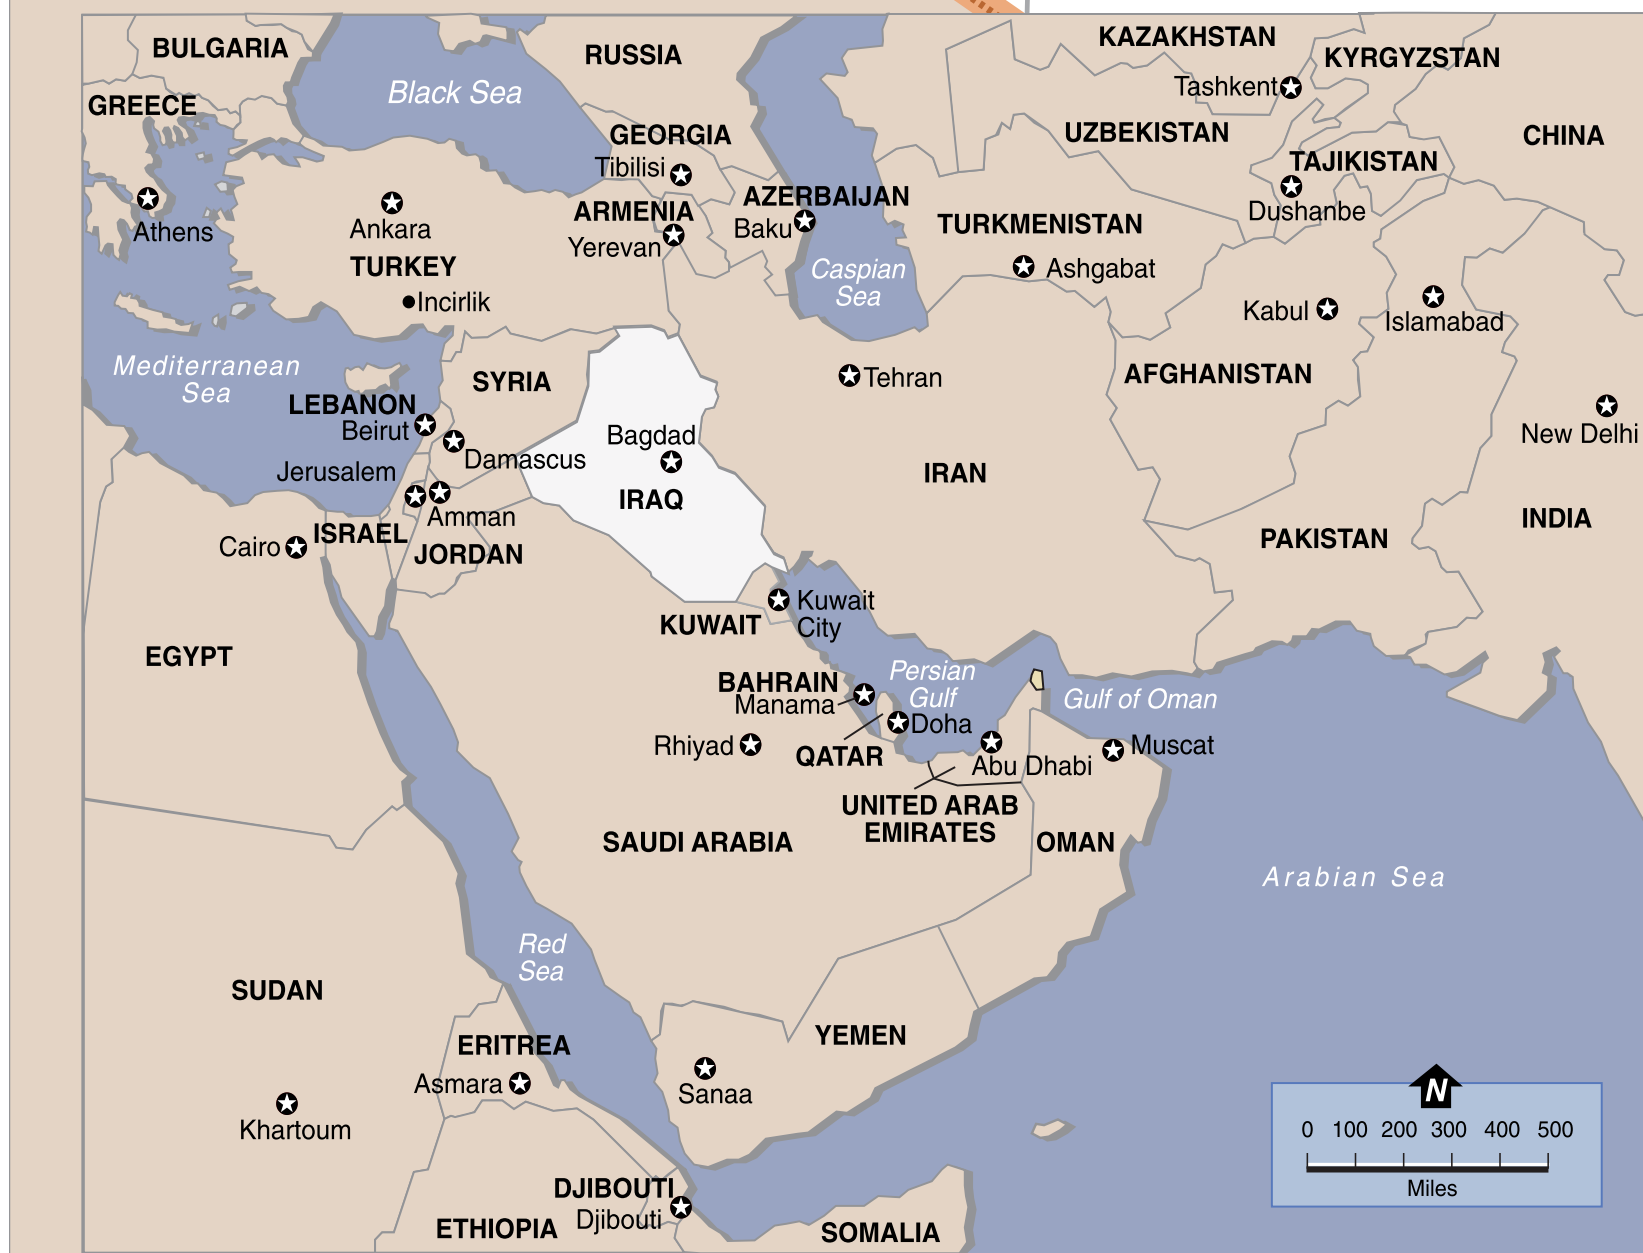 BULGARIA
RUSSIA
KAZAKHSTAN
KYRGYZSTAN
Black Sea
Tashkent
GREECE
GEORGIA
UZBEKISTAN
CHINA
Tibilisi
TAJIKISTAN
AZERBAIJAN
ARMENIA
Dushanbe
Athens
Ankara
Yerevan
Baku
TURKMENISTAN
TURKEY
Caspian
Sea
Ashgabat
Incirlik
Kabul
Islamabad
Mediterranean
Sea
SYRIA
Tehran
AFGHANISTAN
LEBANON
Beirut
Bagdad
New Delhi
Damascus
Jerusalem
IRAQ
IRAN
Amman
INDIA
Cairo
ISRAEL
JORDAN
PAKISTAN
Kuwait
City
KUWAIT
EGYPT
BAHRAIN
Manama
Persian
Gulf
Gulf of Oman
Doha
Rhiyad
QATAR
Abu Dhabi
Muscat
UNITED ARAB
EMIRATES
SAUDI ARABIA
OMAN
Arabian Sea
Red
Sea
SUDAN
YEMEN
ERITREA
Asmara
Sanaa
Khartoum
N
0 100 200 300 400 500
Miles
DJIBOUTI
Djibouti
ETHIOPIA
SOMALIA